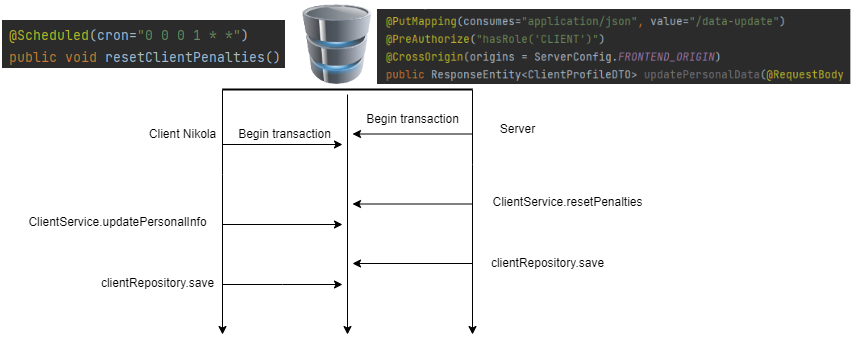 @Scheduled(cron="0 0 0 1 * *")
public void resetClientPenalties()
@PutMapping(consumes="application/json", value="/data-update")
@PreAuthorize("hasRole('CLIENT')")
@CrossOrigin(origins = ServerConfig.FRONTEND_ORIGIN)
public ResponseEntity<ClientProfileDTO> updatePersonalData(@RequestBody
Begin transaction
Client Nikola
Begin transaction
Server
ClientService.resetPenalties
ClientService.updatePersonalInfo
clientRepository.save
clientRepository.save